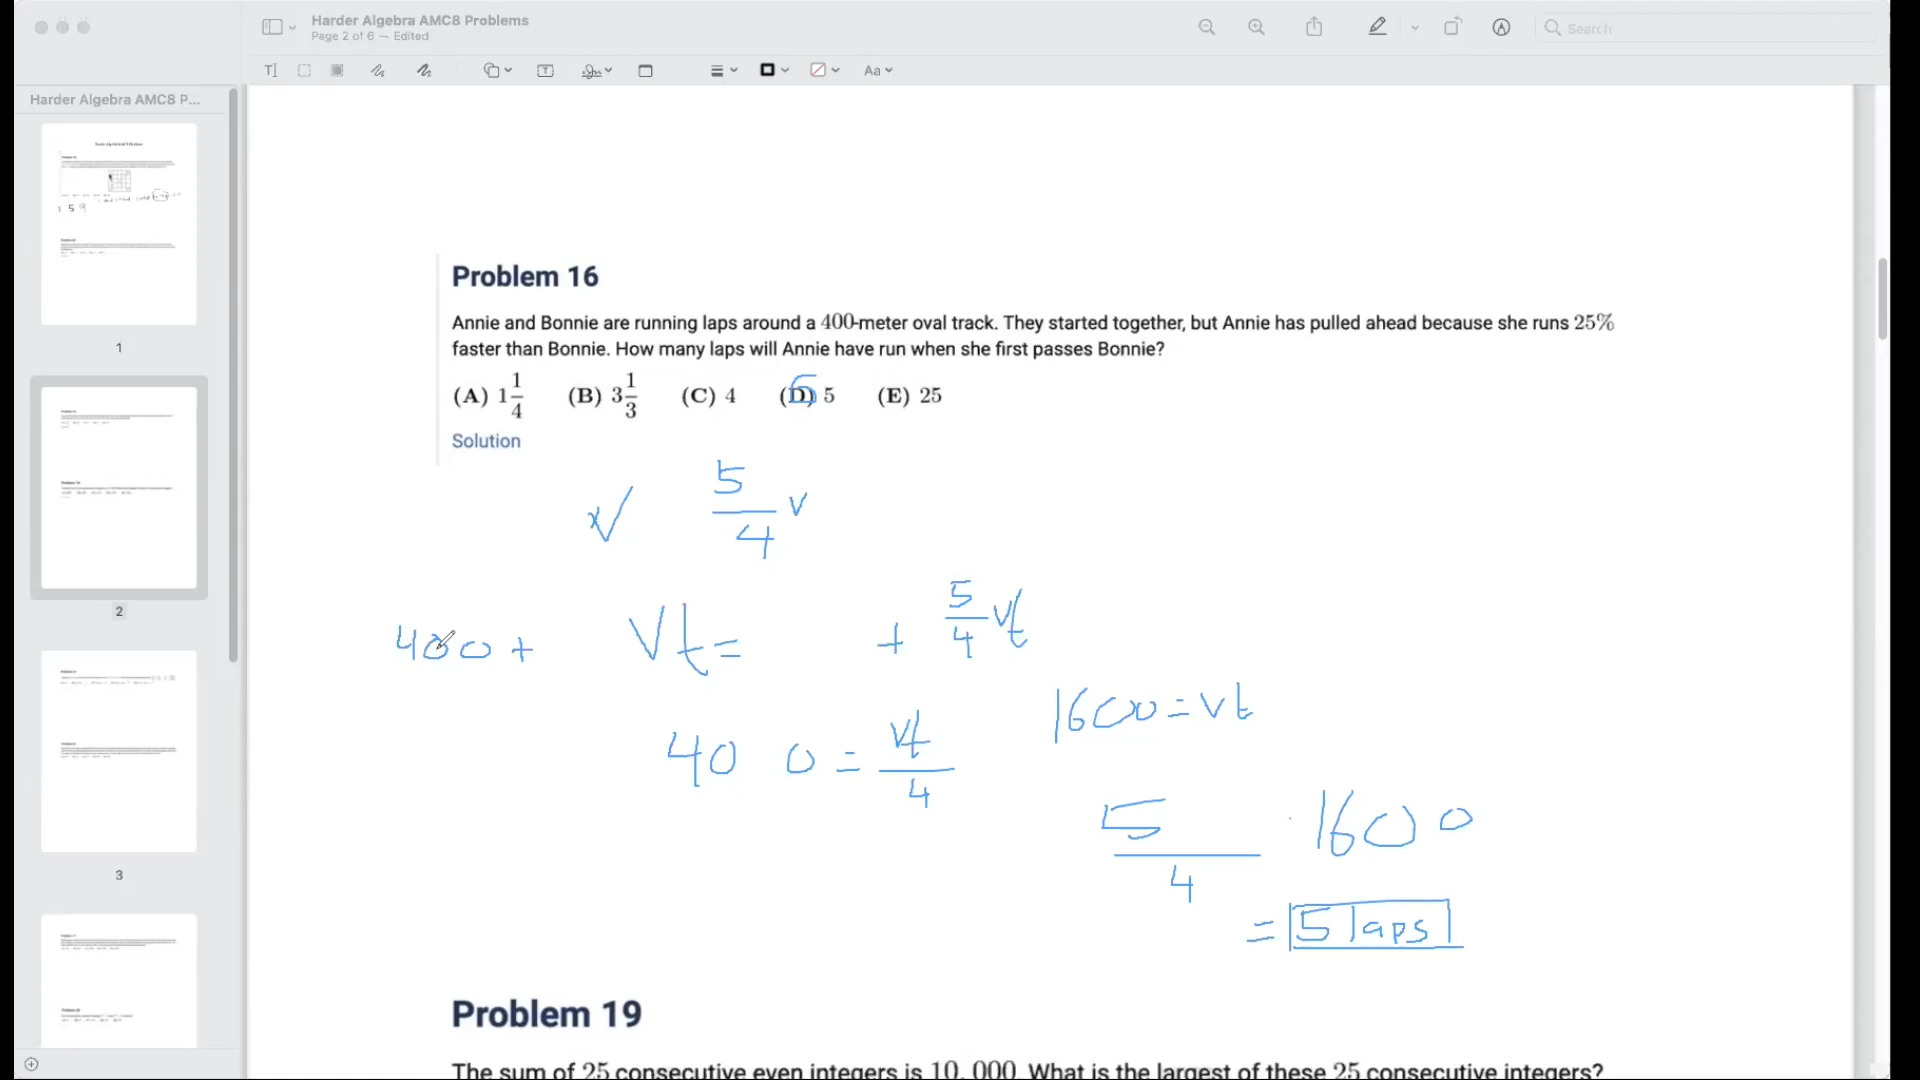 Harder Algebra AMC8 Problems
Page 2 of 6 — Edited
Search
Aa
Harder Algebra AMC8 P...
1
2
3
Problem 16
Annie and Bonnie are running laps around a 400-meter oval track. They started together, but Annie has pulled ahead because she runs 25%
faster than Bonnie. How many laps will Annie have run when she first passes Bonnie?
(A) 1 1/4 (B) 3 1/3 (C) 4 (D) 5 (E) 25
Solution
v 5/4 v
400 + vt = + 5/4 vt
1600 = vt
400 = vt/4
5/4 · 1600
= 5 laps
Problem 19
The sum of 25 consecutive even integers is 10,000. What is the largest of these 25 consecutive integers?